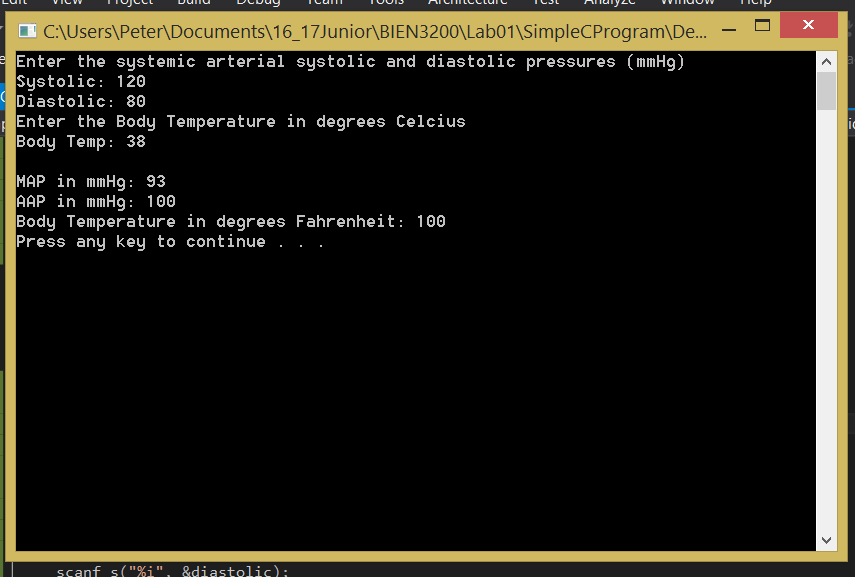 Edit View Project Build Debug Team Tools Architecture Test Analyze Window Help
C:\Users\Peter\Documents\16_17Junior\BIEN3200\Lab01\SimpleCProgram\De...
Enter the systemic arterial systolic and diastolic pressures (mmHg)
Systolic: 120
Diastolic: 80
Enter the Body Temperature in degrees Celcius
Body Temp: 38
MAP in mmHg: 93
AAP in mmHg: 100
Body Temperature in degrees Fahrenheit: 100
Press any key to continue . . .
scanf_s("%i", &diastolic);